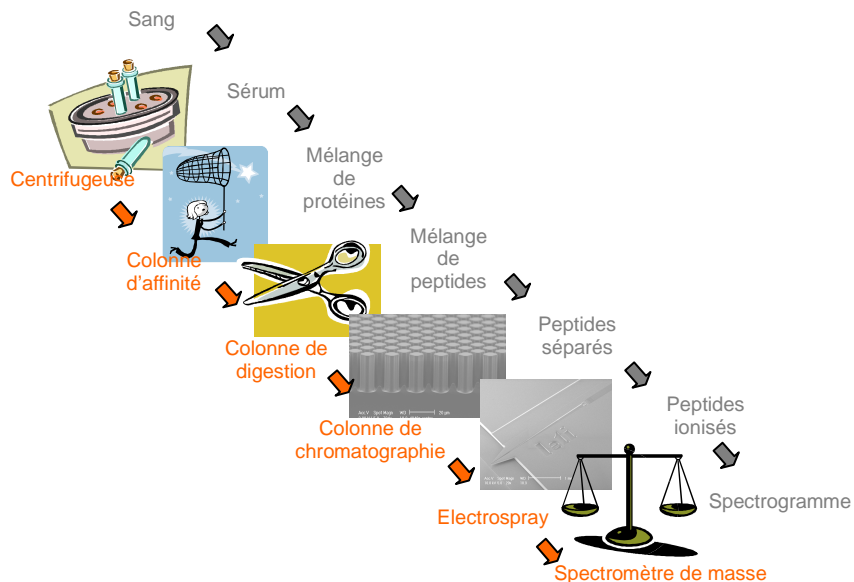 Sang
Sérum
Mélange
de
protéines
Centrifugeuse
Mélange
de
peptides
Colonne
d'affinité
Peptides
séparés
Colonne de
digestion
Peptides
ionisés
Colonne de
chromatographie
Spectrogramme
Electrospray
Spectromètre de masse